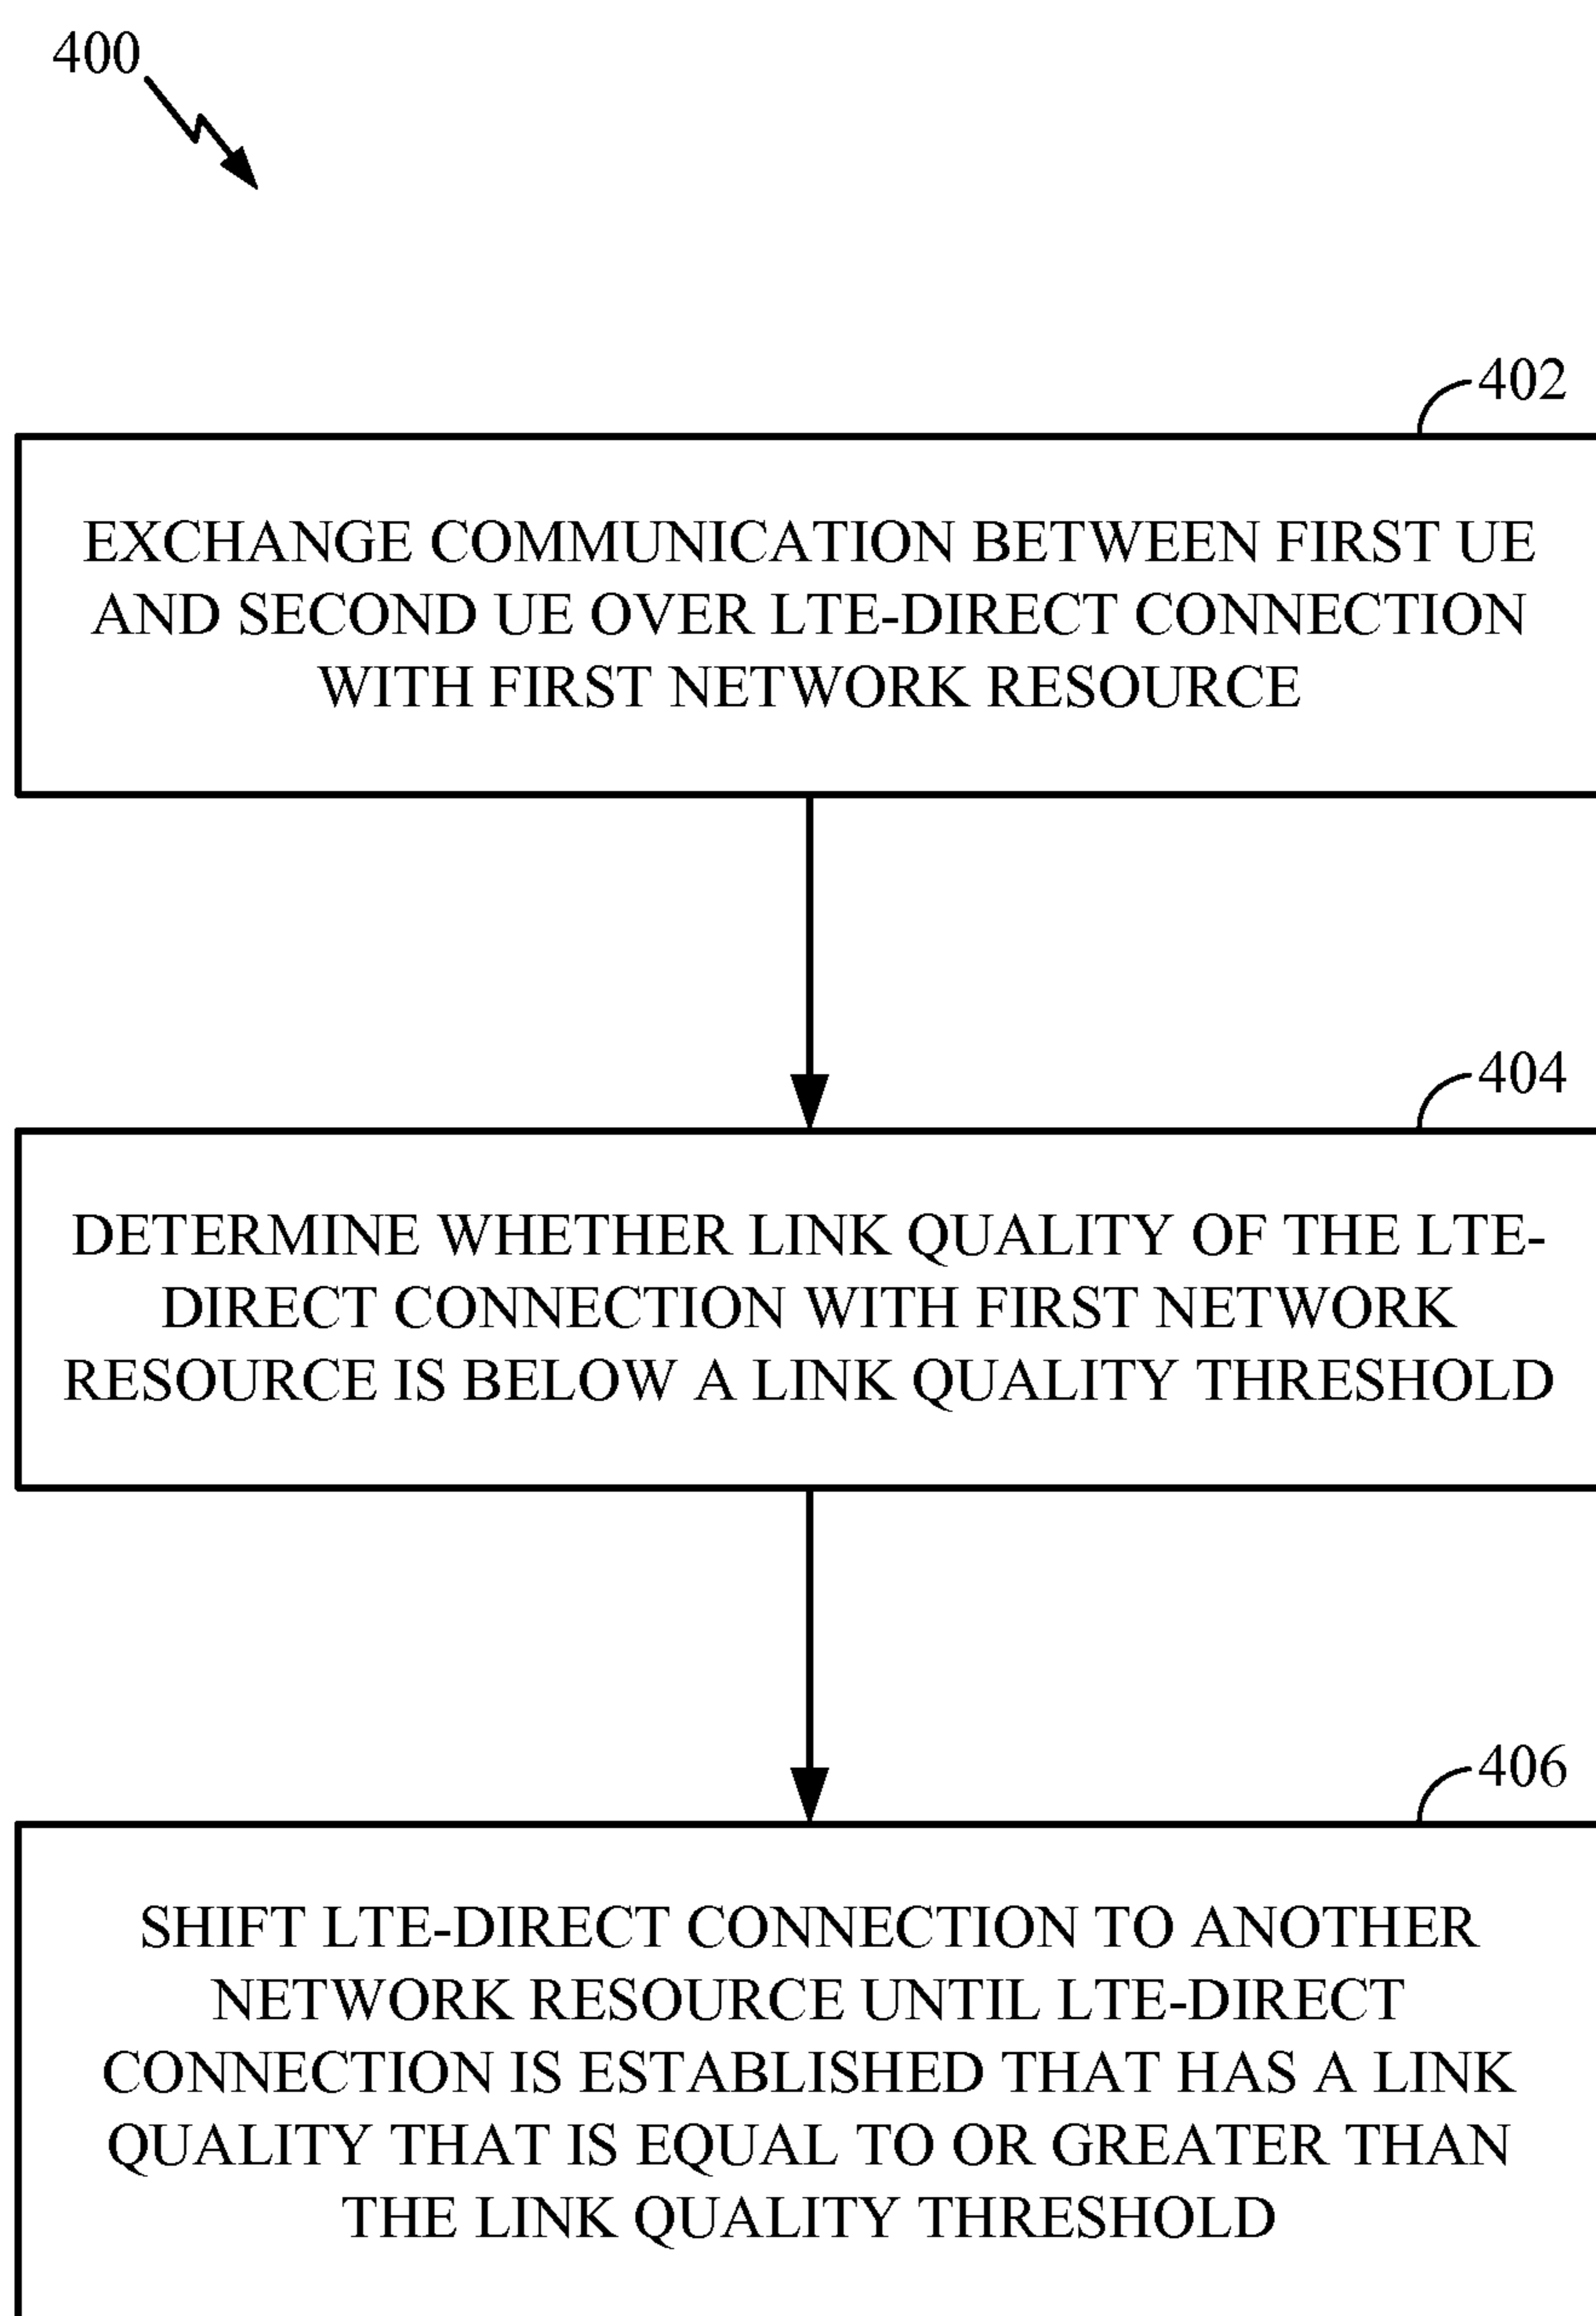 400
402
EXCHANGE COMMUNICATION BETWEEN FIRST UE
AND SECOND UE OVER LTE-DIRECT CONNECTION
WITH FIRST NETWORK RESOURCE
404
DETERMINE WHETHER LINK QUALITY OF THE LTE-
DIRECT CONNECTION WITH FIRST NETWORK
RESOURCE IS BELOW A LINK QUALITY THRESHOLD
406
SHIFT LTE-DIRECT CONNECTION TO ANOTHER
NETWORK RESOURCE UNTIL LTE-DIRECT
CONNECTION IS ESTABLISHED THAT HAS A LINK
QUALITY THAT IS EQUAL TO OR GREATER THAN
THE LINK QUALITY THRESHOLD